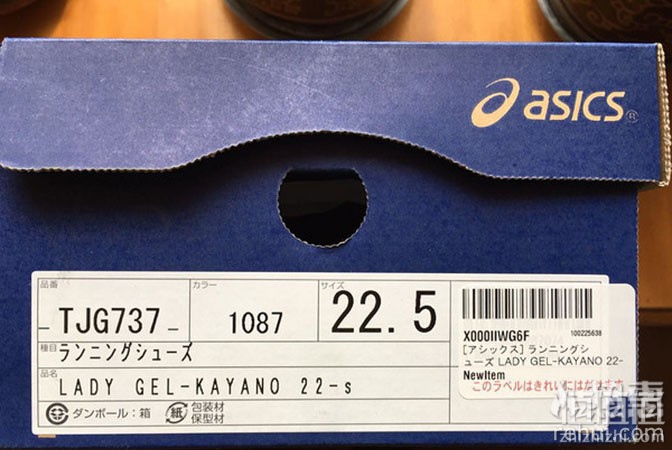 asics®
品番
カラー
サイズ
TJG737
1087
22.5
種目
ランニングシューズ
品名
LADY GEL-KAYANO 22-s
ダンボール：箱
紙
包装材
保型材
X000IIWG6F
100225638
[アシックス] ランニングシ
ューズ LADY GEL-KAYANO 22-
NewItem
このラベルはきれいにはがせます
zhizhizhi.com